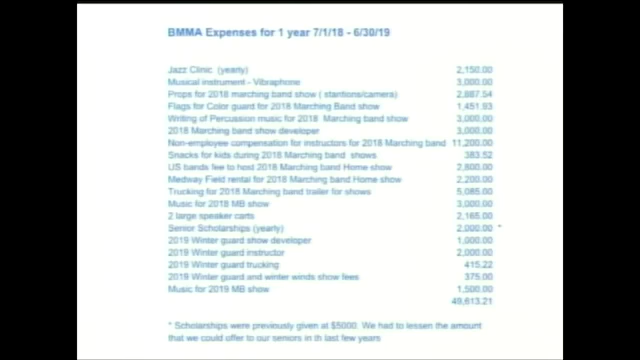 BMMA Expenses for 1 year 7/1/18 - 6/30/19
Jazz Clinic (yearly) 2,150.00
Musical instrument - Vibraphone 3,000.00
Props for 2018 marching band show ( stantions/camera) 2,887.54
Flags for Color guard for 2018 Marching Band show 1,451.93
Writing of Percussion music for 2018 Marching band show 3,000.00
2018 Marching band show developer 3,000.00
Non-employee compensation for instructors for 2018 Marching band 11,200.00
Snacks for kids during 2018 Marching band shows 383.52
US bands fee to host 2018 Marching band Home show 2,800.00
Medway Field rental for 2018 Marching band Home show 2,200.00
Trucking for 2018 Marching band trailer for shows 5,085.00
Music for 2018 MB show 3,000.00
2 large speaker carts 2,165.00
Senior Scholarships (yearly) 2,000.00 *
2019 Winter guard show developer 1,000.00
2019 Winter guard instructor 2,000.00
2019 Winter guard trucking 415.22
2019 Winter guard and winter winds show fees 375.00
Music for 2019 MB show 1,500.00
49,613.21
* Scholarships were previously given at $5000. We had to lessen the amount
that we could offer to our seniors in th last few years